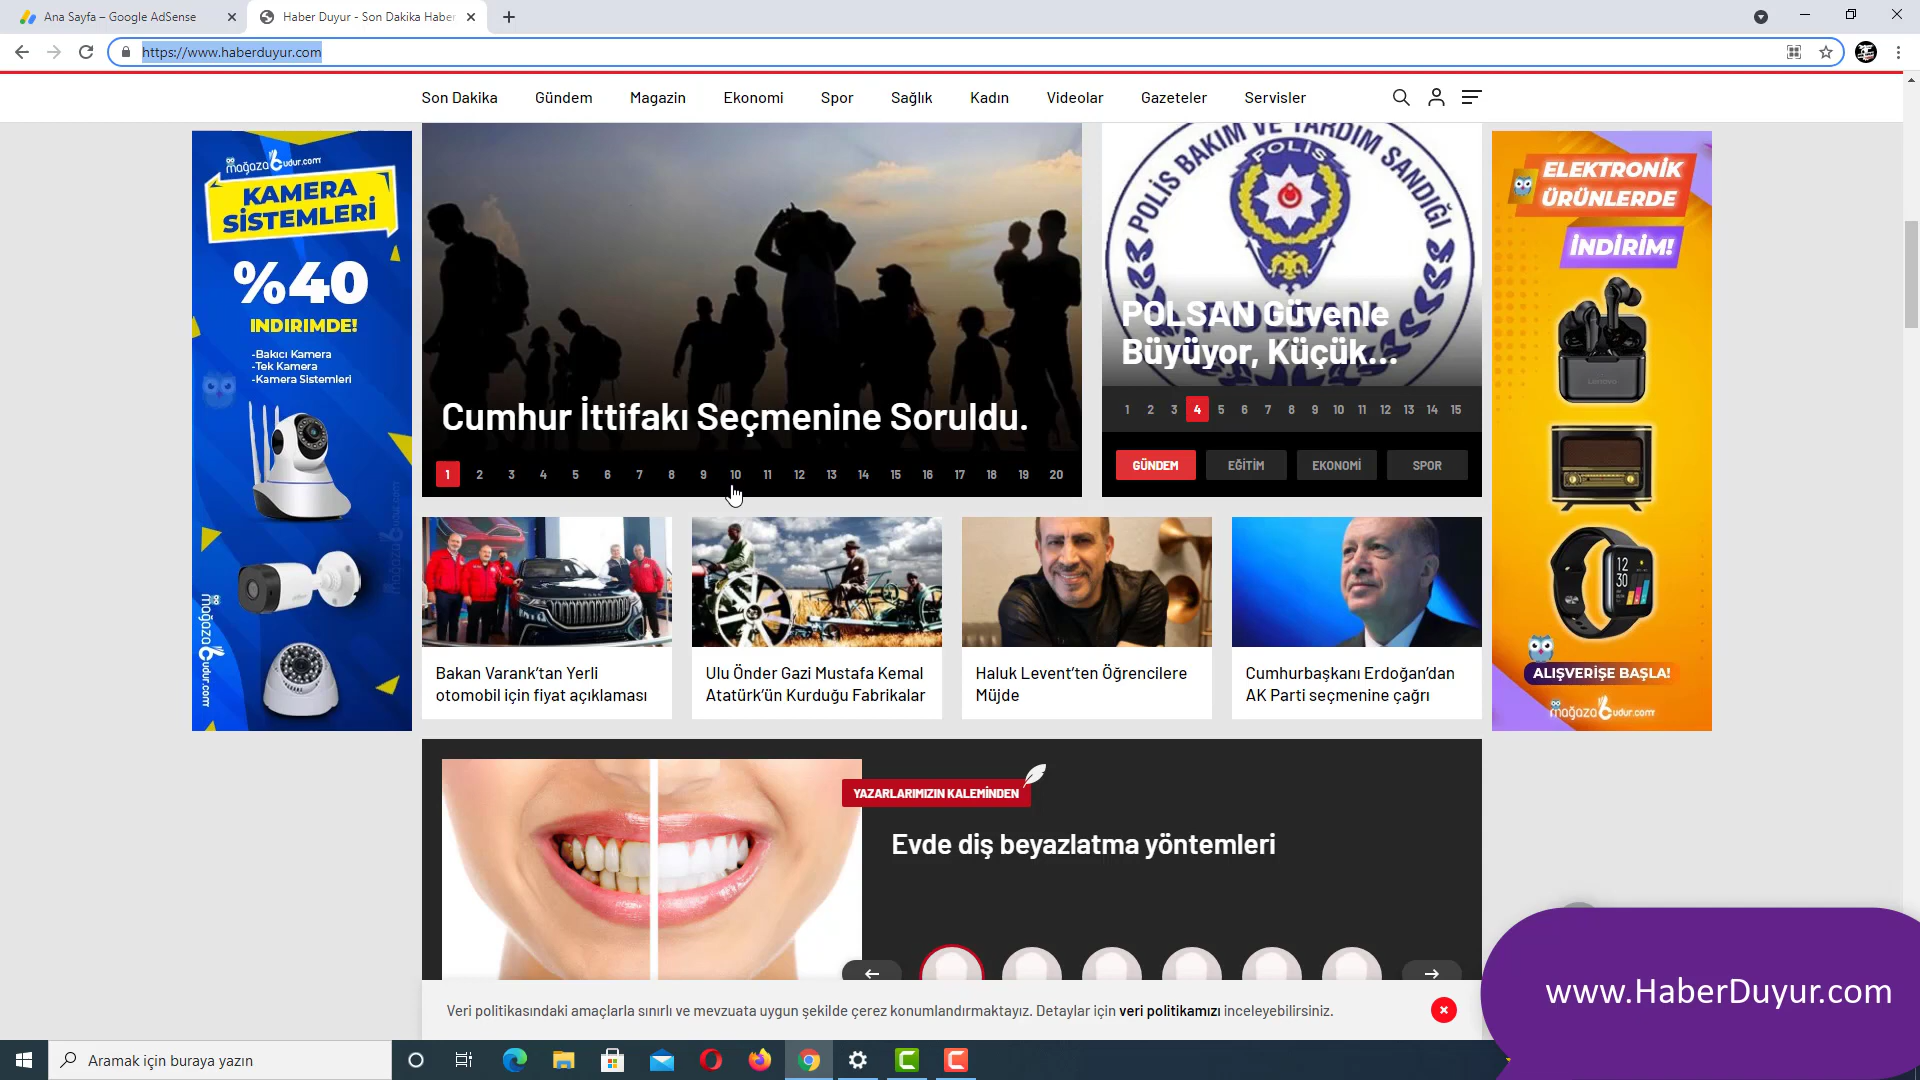 Ana Sayfa – Google AdSense
Haber Duyur - Son Dakika Haber
https://www.haberduyur.com
Son Dakika Gündem Magazin Ekonomi Spor Sağlık Kadın Videolar Gazeteler Servisler
mağaza udur.com
KAMERA
SİSTEMLERİ
%40
INDIRIMDE!
-Bakıcı Kamera
-Tek Kamera
-Kamera Sistemleri
mağaza udur.com
Cumhur İttifakı Seçmenine Soruldu.
1 2 3 4 5 6 7 8 9 10 11 12 13 14 15 16 17 18 19 20
POLİS BAKIM VE YARDIM SANDIĞI
POLİS
POLSAN Güvenle
Büyüyor, Küçük...
1 2 3 4 5 6 7 8 9 10 11 12 13 14 15
GÜNDEM EĞİTİM EKONOMİ SPOR
ELEKTRONİK
ÜRÜNLERDE
İNDİRİM!
Lenovo
12
30
ALIŞVERİŞE BAŞLA!
mağaza udur.com
Bakan Varank’tan Yerli
otomobil için fiyat açıklaması
Ulu Önder Gazi Mustafa Kemal
Atatürk’ün Kurduğu Fabrikalar
Haluk Levent’ten Öğrencilere
Müjde
Cumhurbaşkanı Erdoğan’dan
AK Parti seçmenine çağrı
YAZARLARIMIZIN KALEMİNDEN
Evde diş beyazlatma yöntemleri
Veri politikasındaki amaçlarla sınırlı ve mevzuata uygun şekilde çerez konumlandırmaktayız. Detaylar için veri politikamızı inceleyebilirsiniz.
www.HaberDuyur.com
Aramak için buraya yazın